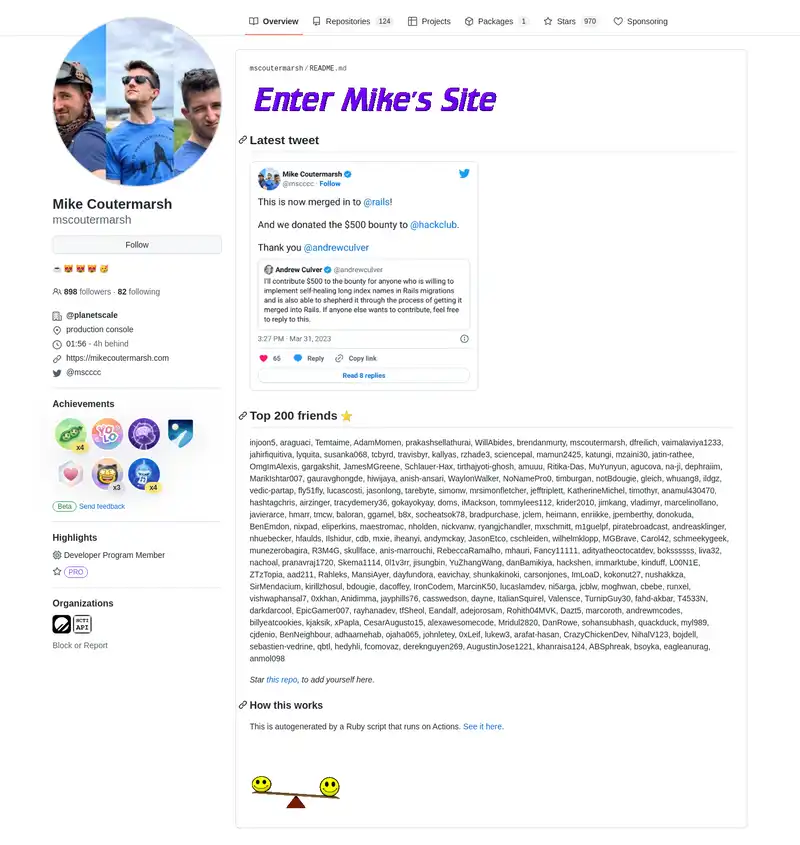 Overview
Repositories 124
Projects
Packages 1
Stars 970
Sponsoring
Mike Coutermarsh
mscoutermarsh
Follow
898 followers · 82 following
@planetscale
production console
01:56 - 4h behind
https://mikecoutermarsh.com
@mscccc
Achievements
x4
YOLO
x3
x4
Beta Send feedback
Highlights
Developer Program Member
PRO
Organizations
Block or Report
mscoutermarsh/README.md
Enter Mike's Site
Latest tweet
Mike Coutermarsh
@mscccc · Follow
This is now merged in to @rails!
And we donated the $500 bounty to @hackclub.
Thank you @andrewculver
Andrew Culver @andrewculver
I'll contribute $500 to the bounty for anyone who is willing to
implement self-healing long index names in Rails migrations
and is also able to shepherd it through the process of getting it
merged into Rails. If anyone else wants to contribute, feel free
to reply to this.
3:27 PM · Mar 31, 2023
65 Reply Copy link
Read 8 replies
Top 200 friends
injoon5, araguaci, Temtaime, AdamMomen, prakashsellathurai, WillAbides, brendanmurty, mscoutermarsh, dfreilich, vaimalaviya1233,
jahirfiquitiva, lyquita, susanka068, tcbyrd, travisbyr, kallyas, rzhade3, sciencepal, mamun2425, katungi, mzaini30, jatin-rathee,
OmgImAlexis, gargakshit, JamesMGreene, Schlauer-Hax, tirthajyoti-ghosh, amuuu, Ritika-Das, MuYunyun, agucova, na-ji, dephraiim,
MarikIshtar007, gauravghongde, hiwijaya, anish-ansari, WaylonWalker, NoNamePro0, timburgan, notBdougie, gleich, whuang8, ildgz,
vedic-partap, fly51fly, lucascosti, jasonlong, tarebyte, simonw, mrsimonfletcher, jefftriplett, KatherineMichel, timothyr, anamul430470,
hashtagchris, airzinger, tracydemery36, gokayokyay, doms, iMackson, tommylees112, krider2010, jimkang, vladimyr, marcelinollano,
javierarce, hmarr, tmcw, baloran, ggamel, b8x, socheatsok78, bradpurchase, jclem, heimann, enriikke, jpemberthy, donokuda,
BenEmdon, nixpad, eliperkins, maestromac, nholden, nickvanw, ryangjchandler, mxschmitt, m1guelpf, piratebroadcast, andreasklinger,
nhuebecker, hfaulds, Ilshidur, cdb, mxie, iheanyi, andymckay, JasonEtco, cschleiden, wilhelmklopp, MGBrave, Carol42, schmeekygeek,
munezerobagira, R3M4G, skullface, anis-marrouchi, RebeccaRamalho, mhauri, Fancy11111, adityatheoctocatdev, bokssssss, liva32,
nachoal, pranavraj1720, Skema1114, 0l1v3rr, jisungbin, YuZhangWang, danBamikiya, hackshen, immarktube, kinduff, L00N1E,
ZTzTopia, aad211, Rahleks, MansiAyer, dayfundora, eavichay, shunkakinoki, carsonjones, ImLoaD, kokonut27, nushakkza,
SirMendacium, kirillzhosul, bdougie, dacoffey, IronCodem, MarcinK50, lucaslamdev, ni5arga, jcblw, moghwan, cbebe, runxel,
vishwaphansal7, 0xkhan, Anidimma, jayphills76, casswedson, dayne, ItalianSquirel, Valensce, TurnipGuy30, fahd-akbar, T4533N,
darkdarcool, EpicGamer007, rayhanadev, tfSheol, Eandalf, adejorosam, Rohith04MVK, Dazt5, marcoroth, andrewmcodes,
billyeatcookies, kjaksik, xPapla, CesarAugusto15, alexawesomecode, Mridul2820, DanRowe, sohansubhash, quackduck, myl989,
cjdenio, BenNeighbour, adhaamehab, ojaha065, johnletey, 0xLeif, lukew3, arafat-hasan, CrazyChickenDev, NihalV123, bojdell,
sebastien-vedrine, qbtl, hedyhli, fcomovaz, dereknguyen269, AugustinJose1221, khanraisa124, ABSphreak, bsoyka, eagleanurag,
anmol098
Star this repo, to add yourself here.
How this works
This is autogenerated by a Ruby script that runs on Actions. See it here.